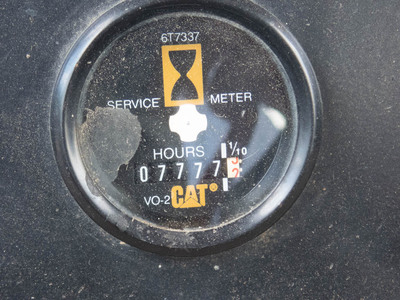 6T7337
SERVICE METER
HOURS 1/10
07777
VO-2 CAT®